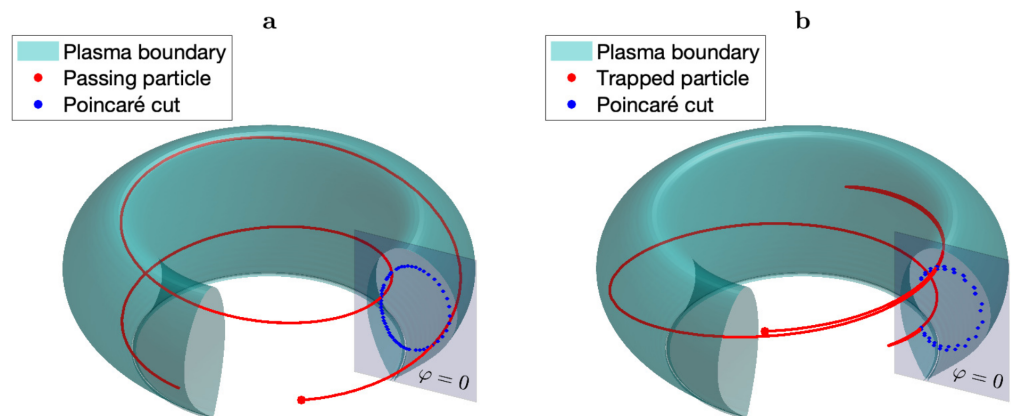 a
Plasma boundary
Passing particle
Poincaré cut
φ = 0
b
Plasma boundary
Trapped particle
Poincaré cut
φ = 0